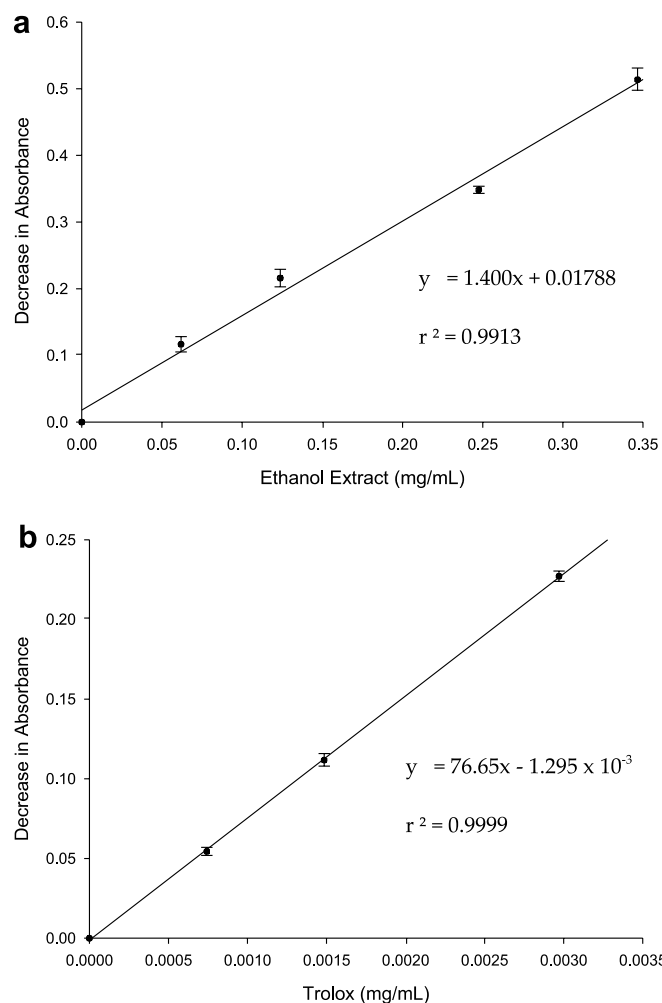 a
0.6
0.5
0.4
0.3
0.2
0.1
0.0
Decrease in Absorbance
y = 1.400x + 0.01788
r ² = 0.9913
0.00 0.05 0.10 0.15 0.20 0.25 0.30 0.35
Ethanol Extract (mg/mL)
b
0.25
0.20
0.15
0.10
0.05
0.00
Decrease in Absorbance
y = 76.65x - 1.295 x 10⁻³
r ² = 0.9999
0.0000 0.0005 0.0010 0.0015 0.0020 0.0025 0.0030 0.0035
Trolox (mg/mL)